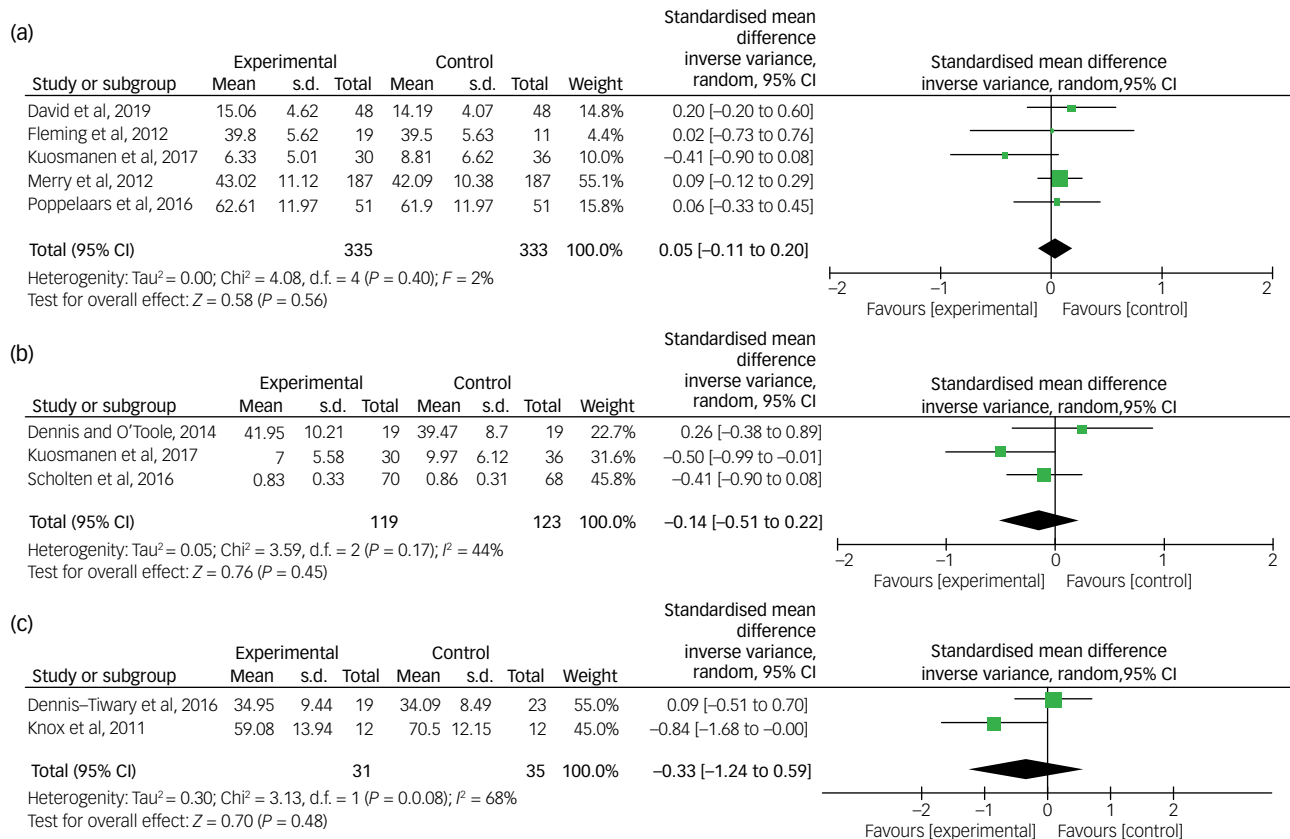 (a)
Standardised mean
difference
Experimental Control inverse variance, Standardised mean difference
Study or subgroup Mean s.d. Total Mean s.d. Total Weight random, 95% CI inverse variance, random,95% CI
David et al, 2019 15.06 4.62 48 14.19 4.07 48 14.8% 0.20 [−0.20 to 0.60]
Fleming et al, 2012 39.8 5.62 19 39.5 5.63 11 4.4% 0.02 [−0.73 to 0.76]
Kuosmanen et al, 2017 6.33 5.01 30 8.81 6.62 36 10.0% −0.41 [−0.90 to 0.08]
Merry et al, 2012 43.02 11.12 187 42.09 10.38 187 55.1% 0.09 [−0.12 to 0.29]
Poppelaars et al, 2016 62.61 11.97 51 61.9 11.97 51 15.8% 0.06 [−0.33 to 0.45]
Total (95% CI) 335 333 100.0% 0.05 [−0.11 to 0.20]
Heterogenity: Tau² = 0.00; Chi² = 4.08, d.f. = 4 (P = 0.40); F = 2%
Test for overall effect: Z = 0.58 (P = 0.56)
−2 −1 0 1 2
Favours [experimental] Favours [control]
(b)
Standardised mean
difference
Experimental Control inverse variance, Standardised mean difference
Study or subgroup Mean s.d. Total Mean s.d. Total Weight random, 95% CI inverse variance, random,95% CI
Dennis and O'Toole, 2014 41.95 10.21 19 39.47 8.7 19 22.7% 0.26 [−0.38 to 0.89]
Kuosmanen et al, 2017 7 5.58 30 9.97 6.12 36 31.6% −0.50 [−0.99 to −0.01]
Scholten et al, 2016 0.83 0.33 70 0.86 0.31 68 45.8% −0.41 [−0.90 to 0.08]
Total (95% CI) 119 123 100.0% −0.14 [−0.51 to 0.22]
Heterogenity: Tau² = 0.05; Chi² = 3.59, d.f. = 2 (P = 0.17); I² = 44%
Test for overall effect: Z = 0.76 (P = 0.45)
−2 −1 0 1 2
Favours [experimental] Favours [control]
(c)
Standardised mean
difference
Experimental Control inverse variance, Standardised mean difference
Study or subgroup Mean s.d. Total Mean s.d. Total Weight random, 95% CI inverse variance, random,95% CI
Dennis–Tiwary et al, 2016 34.95 9.44 19 34.09 8.49 23 55.0% 0.09 [−0.51 to 0.70]
Knox et al, 2011 59.08 13.94 12 70.5 12.15 12 45.0% −0.84 [−1.68 to −0.00]
Total (95% CI) 31 35 100.0% −0.33 [−1.24 to 0.59]
Heterogenity: Tau² = 0.30; Chi² = 3.13, d.f. = 1 (P = 0.0.08); I² = 68%
Test for overall effect: Z = 0.70 (P = 0.48)
−2 −1 0 1 2
Favours [experimental] Favours [control]